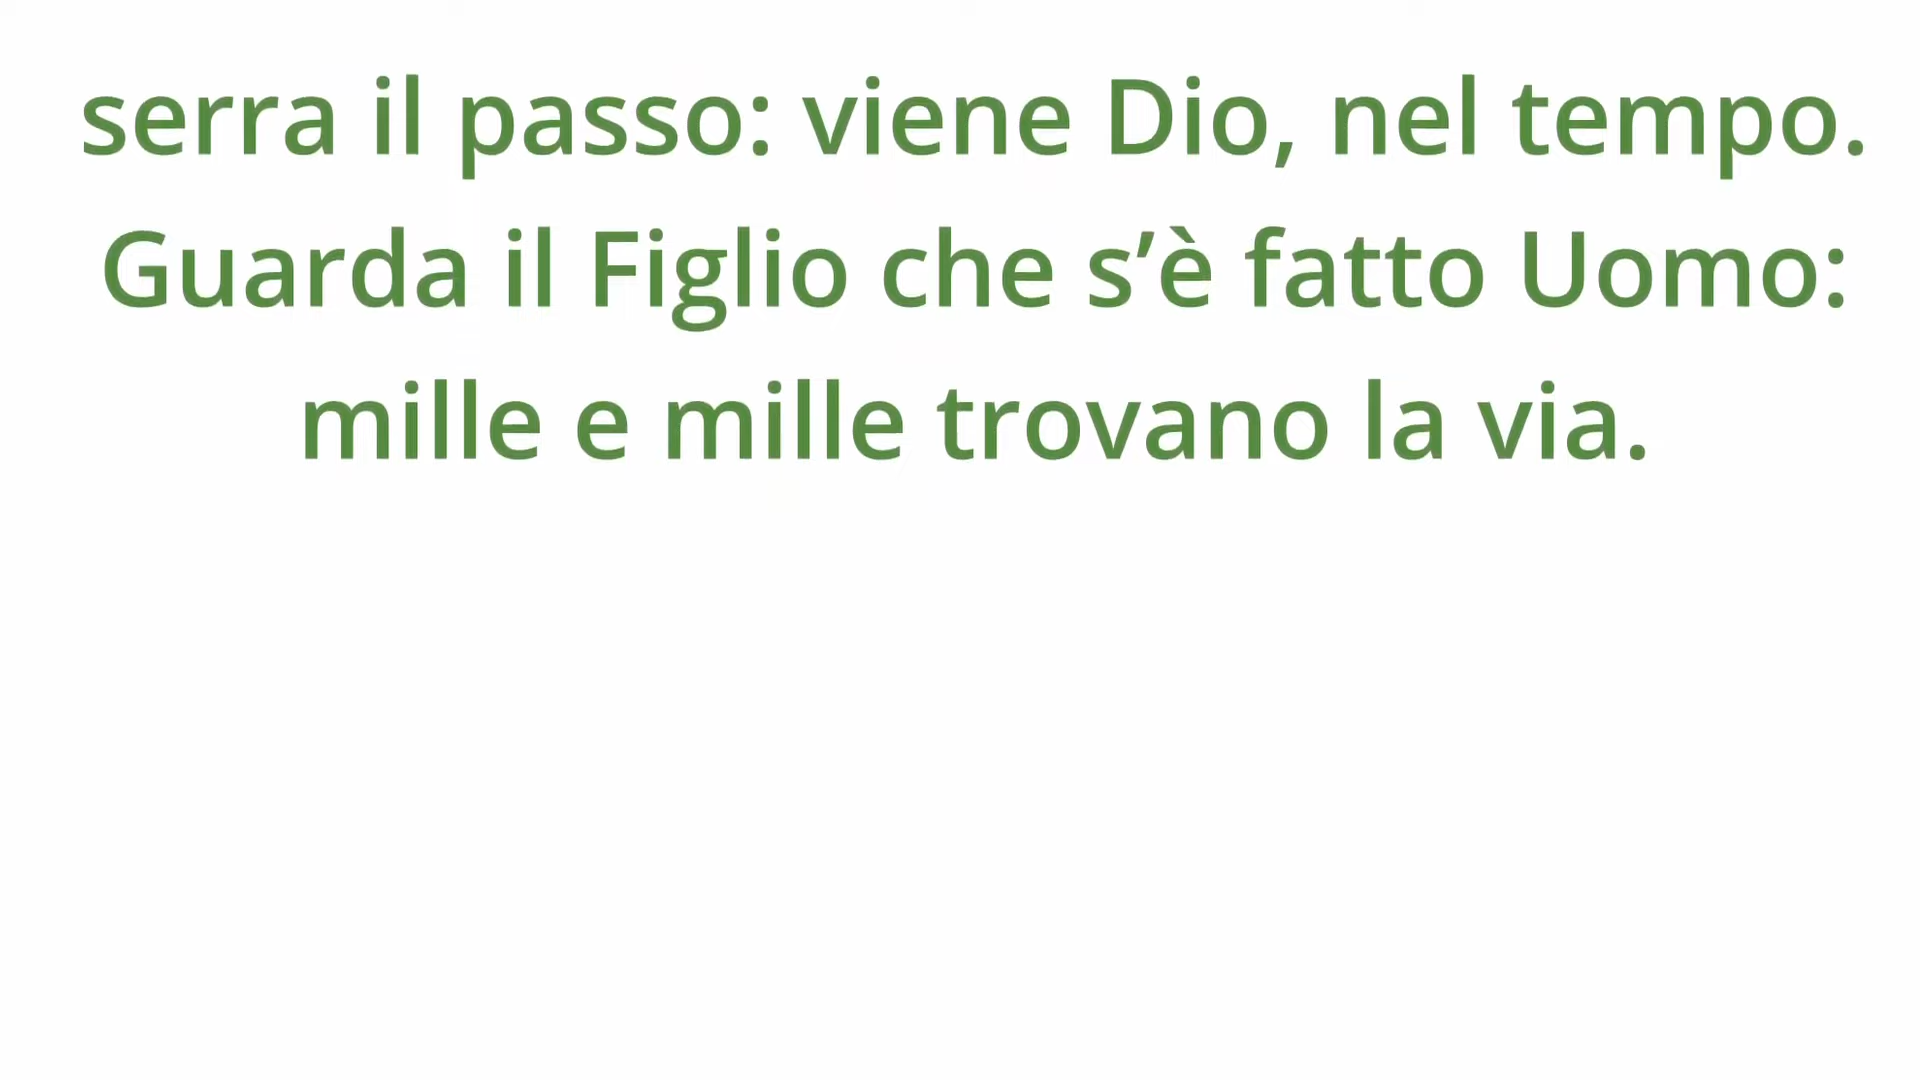 serra il passo: viene Dio, nel tempo.
Guarda il Figlio che s’è fatto Uomo:
mille e mille trovano la via.